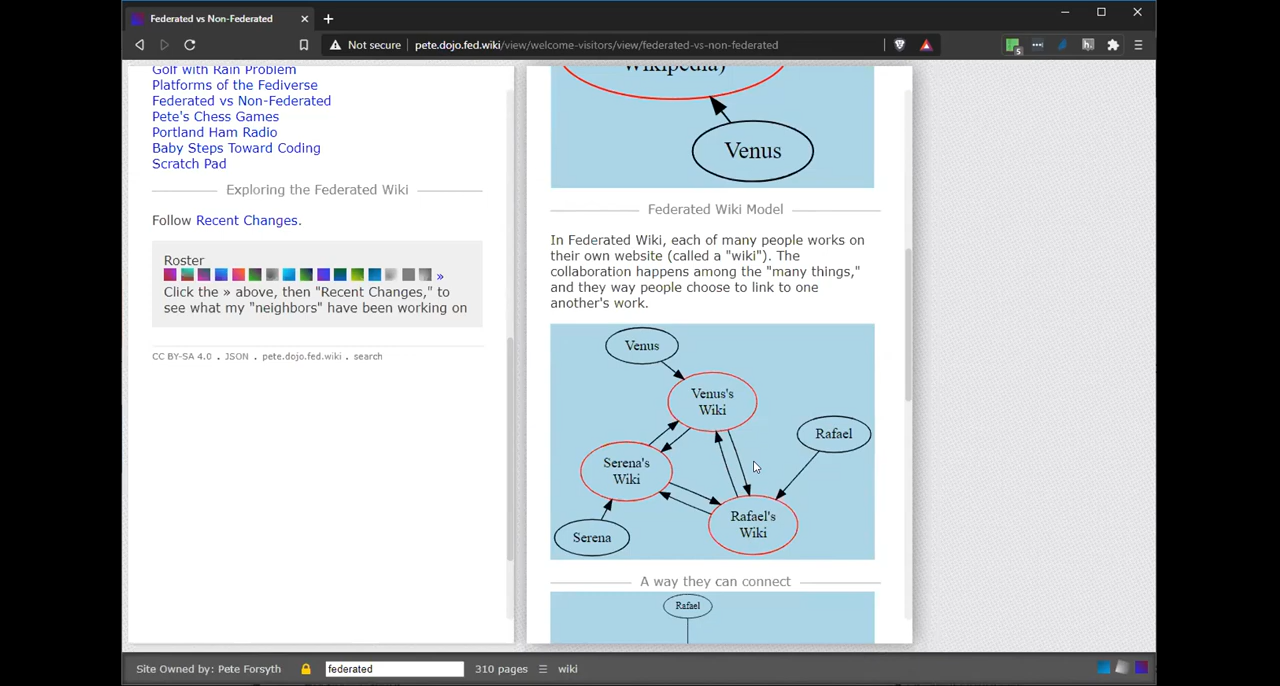 Federated vs Non-Federated
Not secure
pete.dojo.fed.wiki/view/welcome-visitors/view/federated-vs-non-federated
5
Golf with Rain Problem
Platforms of the Fediverse
Federated vs Non-Federated
Pete's Chess Games
Portland Ham Radio
Baby Steps Toward Coding
Scratch Pad
Exploring the Federated Wiki
Follow Recent Changes.
Roster
»
Click the » above, then "Recent Changes," to
see what my "neighbors" have been working on
CC BY-SA 4.0 . JSON . pete.dojo.fed.wiki . search
Wikipedia)
Venus
Federated Wiki Model
In Federated Wiki, each of many people works on
their own website (called a "wiki"). The
collaboration happens among the "many things,"
and they way people choose to link to one
another's work.
Venus
Venus's
Wiki
Rafael
Serena's
Wiki
Rafael's
Wiki
Serena
A way they can connect
Rafael
Site Owned by: Pete Forsyth
federated
310 pages
wiki